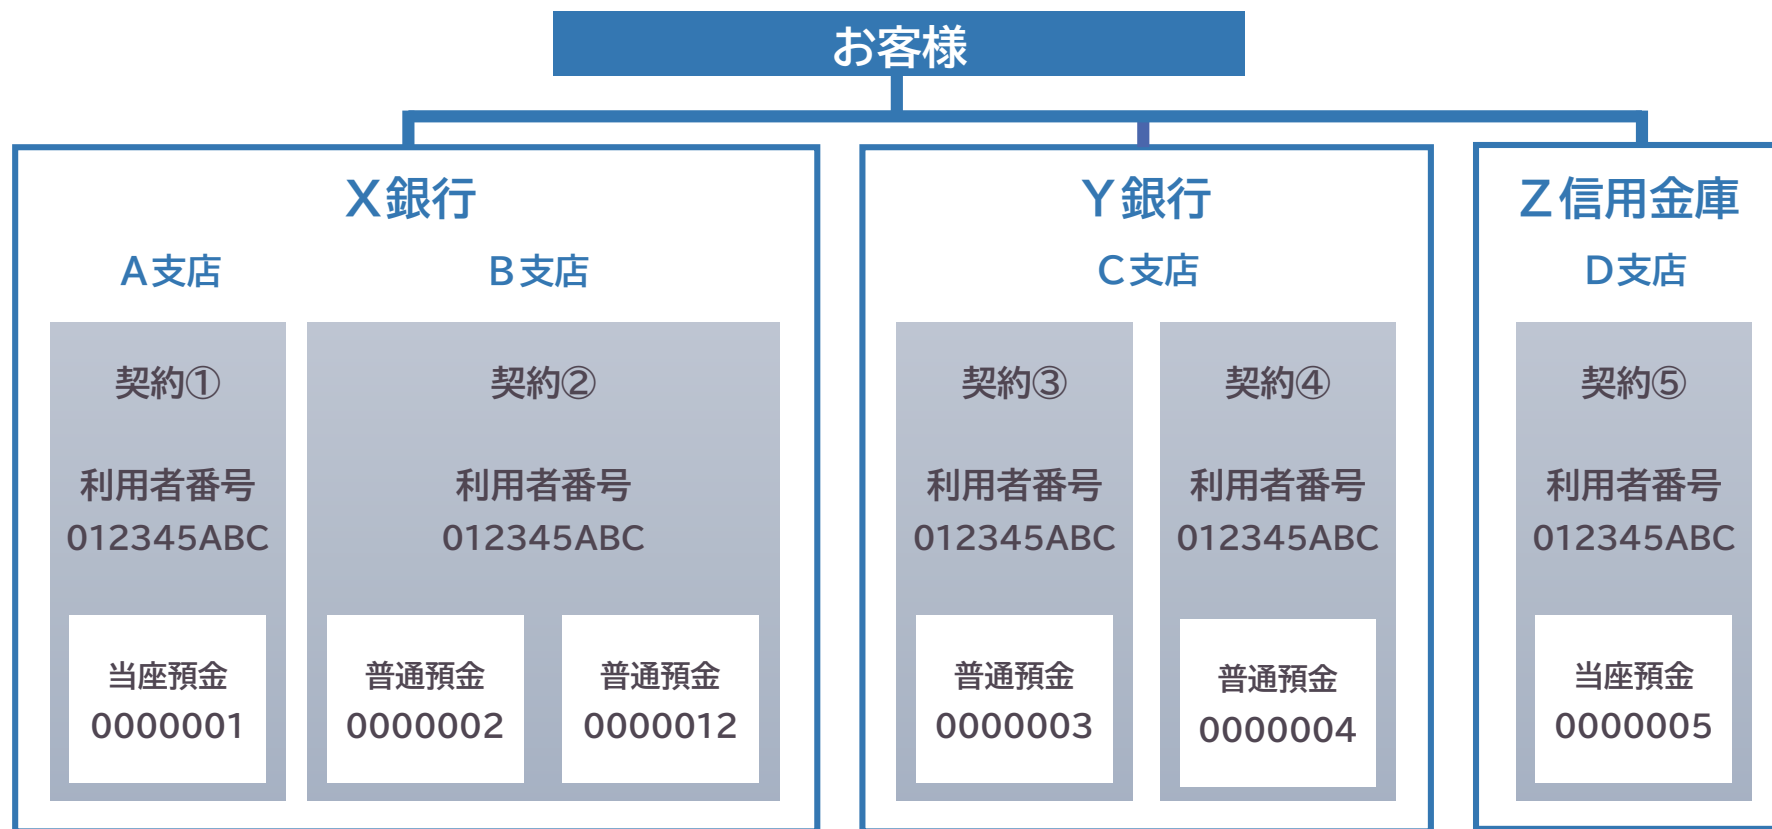 お客様
X銀行
A支店
B支店
契約①
利用者番号
012345ABC
当座預金
0000001
契約②
利用者番号
012345ABC
普通預金
0000002
普通預金
0000012
Y銀行
C支店
契約③
利用者番号
012345ABC
普通預金
0000003
契約④
利用者番号
012345ABC
普通預金
0000004
Z信用金庫
D支店
契約⑤
利用者番号
012345ABC
当座預金
0000005